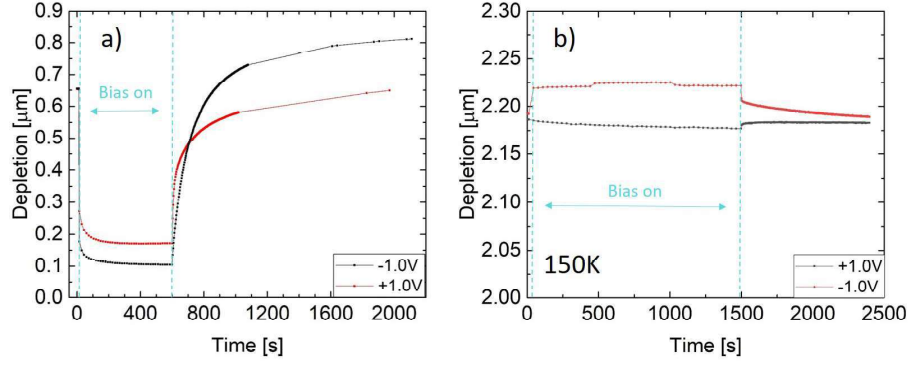 a)
Depletion [μm]
0.9
0.8
0.7
0.6
0.5
0.4
0.3
0.2
0.1
0.0
Bias on
-1.0V
+1.0V
0 400 800 1200 1600 2000
Time [s]
b)
Depletion [μm]
2.30
2.25
2.20
2.15
2.10
2.05
2.00
Bias on
150K
+1.0V
-1.0V
0 500 1000 1500 2000 2500
Time [s]